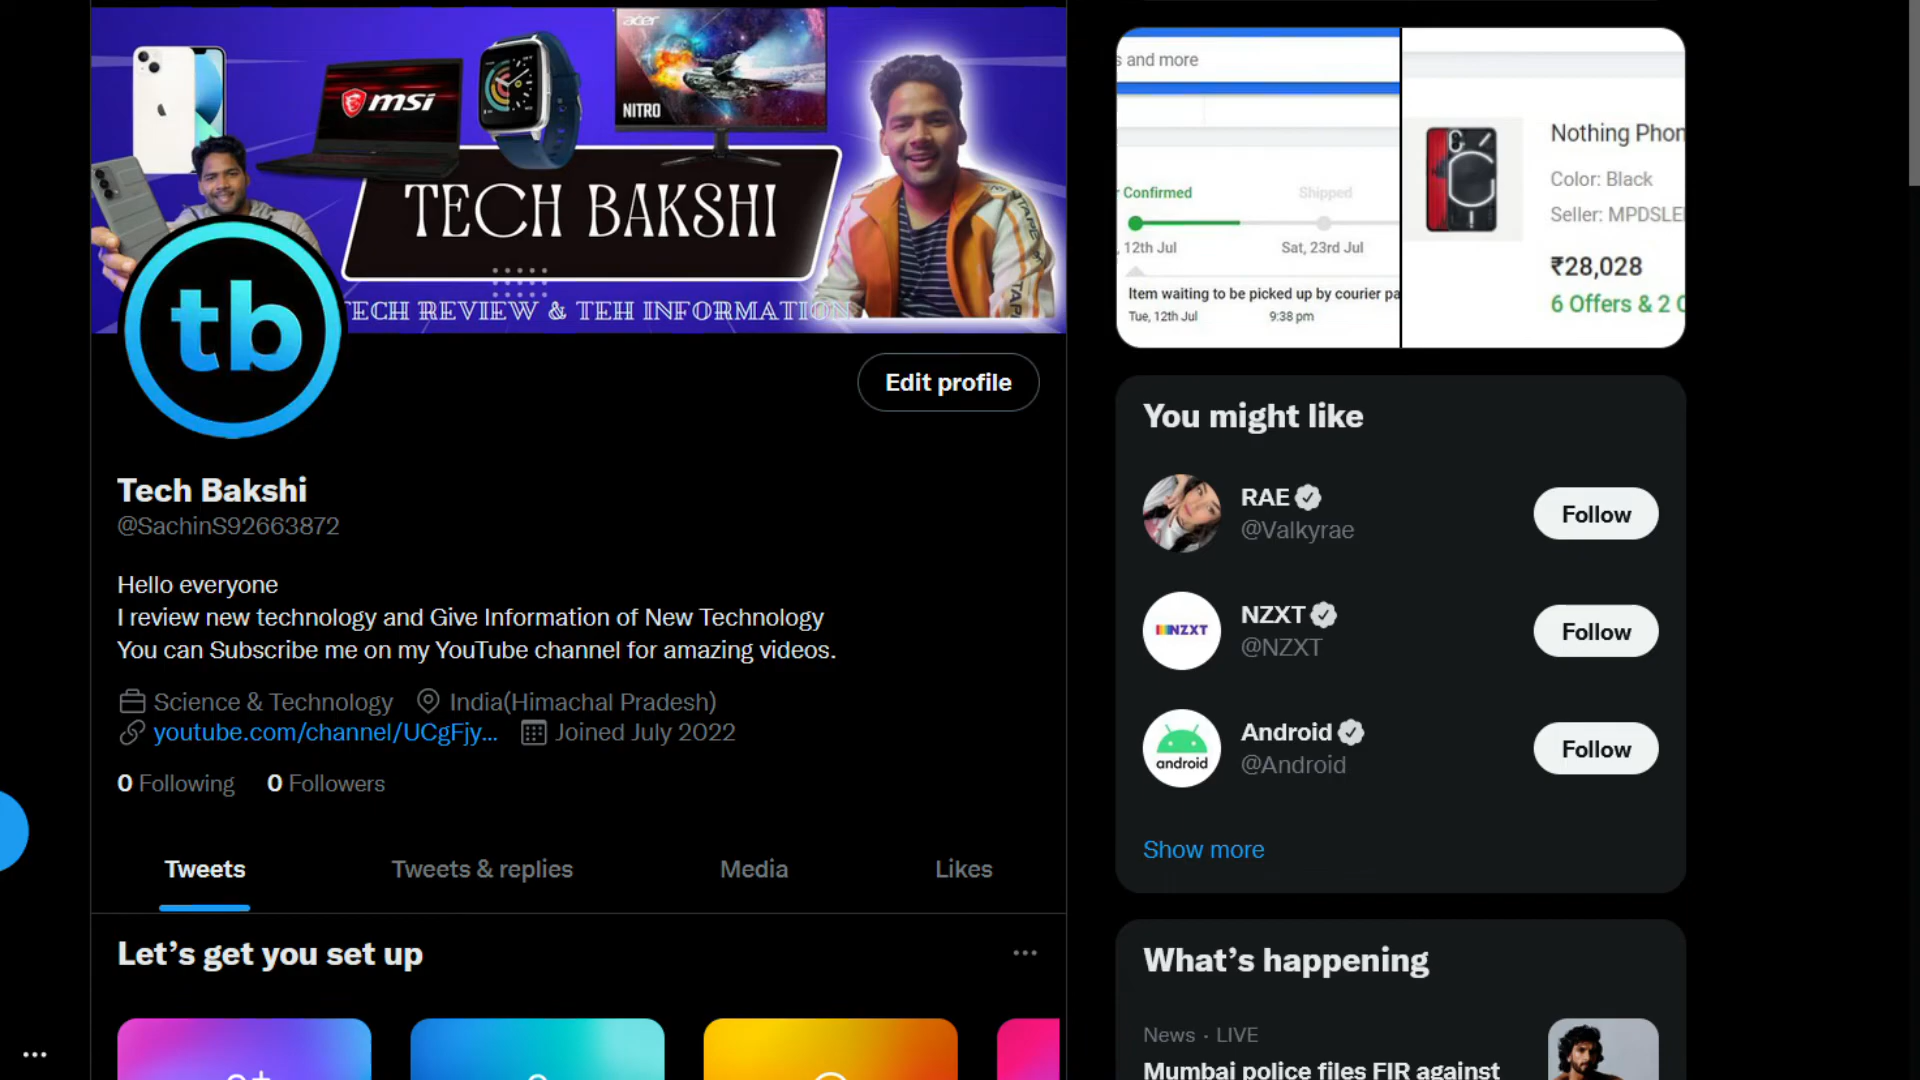 acer
msi
NITRO
TECH BAKSHI
TECH REVIEW & TEH INFORMATION
tb
Edit profile
Tech Bakshi
@SachinS92663872
Hello everyone
I review new technology and Give Information of New Technology
You can Subscribe me on my YouTube channel for amazing videos.
Science & Technology India(Himachal Pradesh)
youtube.com/channel/UCgFjy... Joined July 2022
0 Following 0 Followers
Tweets Tweets & replies Media Likes
Let's get you set up
and more
Confirmed Shipped
12th Jul Sat, 23rd Jul
Item waiting to be picked up by courier pa
Tue, 12th Jul 9:38 pm
Nothing Phon
Color: Black
Seller: MPDSLE
₹28,028
6 Offers & 2
You might like
RAE
@Valkyrae
Follow
NZXT
NZXT
@NZXT
Follow
android
Android
@Android
Follow
Show more
What's happening
News · LIVE
Mumbai police files FIR against